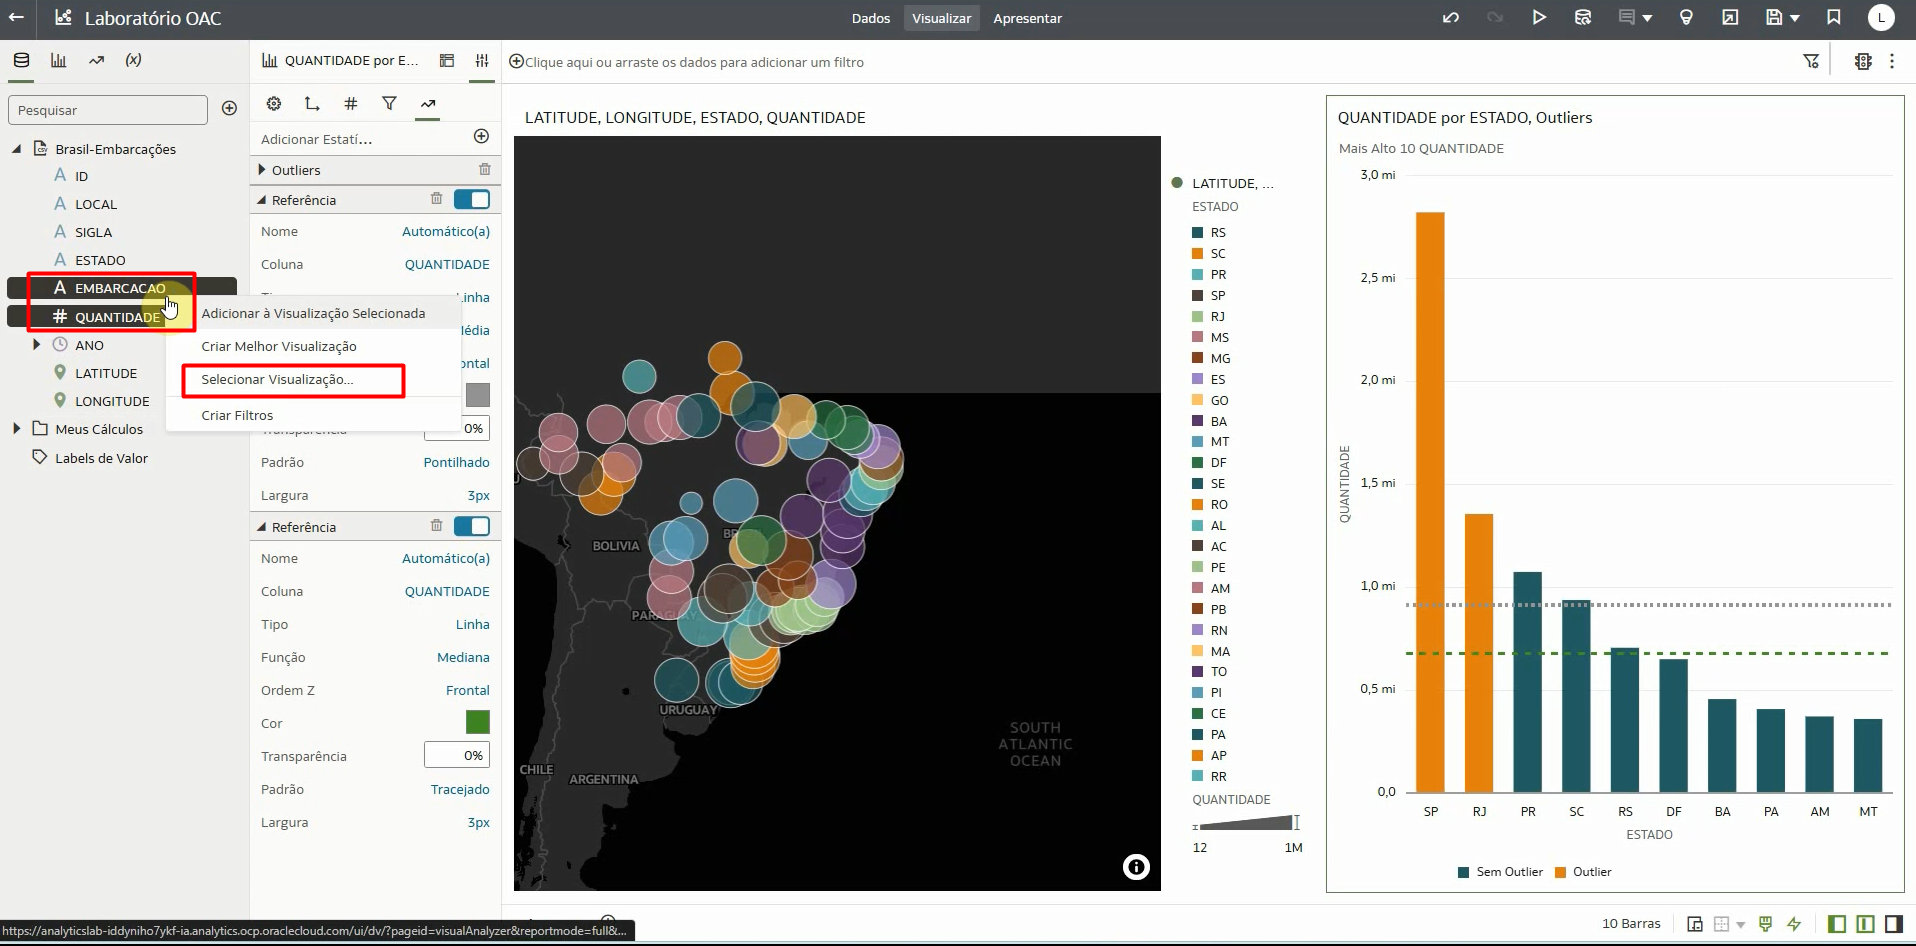 Laboratório OAC
Dados
Visualizar
Apresentar
L
(x)
QUANTIDADE por E...
Clique aqui ou arraste os dados para adicionar um filtro
Pesquisar
Brasil-Embarcações
ID
LOCAL
SIGLA
ESTADO
EMBARCACAO
QUANTIDADE
ANO
LATITUDE
LONGITUDE
Meus Cálculos
Labels de Valor
Adicionar à Visualização Selecionada
Criar Melhor Visualização
Selecionar Visualização...
Criar Filtros
Adicionar Estatí...
Outliers
Referência
Nome
Automático(a)
Coluna
QUANTIDADE
0%
Padrão
Pontilhado
Largura
3px
Referência
Nome
Automático(a)
Coluna
QUANTIDADE
Tipo
Linha
Função
Mediana
Ordem Z
Frontal
Cor
Transparência
0%
Padrão
Tracejado
Largura
3px
LATITUDE, LONGITUDE, ESTADO, QUANTIDADE
BOLIVIA
PARAGUAY
URUGUAY
CHILE
ARGENTINA
SOUTH
ATLANTIC
OCEAN
LATITUDE, ...
ESTADO
RS
SC
PR
SP
RJ
MS
MG
ES
GO
BA
MT
DF
SE
RO
AL
AC
PE
AM
PB
RN
MA
TO
PI
CE
PA
AP
RR
QUANTIDADE
12
1M
QUANTIDADE por ESTADO, Outliers
Mais Alto 10 QUANTIDADE
3,0 mi
2,5 mi
2,0 mi
1,5 mi
1,0 mi
0,5 mi
0,0
QUANTIDADE
SP
RJ
PR
SC
RS
DF
BA
PA
AM
MT
ESTADO
Sem Outlier
Outlier
10 Barras
https://analyticslab-iddyniho7ykf-ia.analytics.ocp.oraclecloud.com/ui/dv/?pageid=visualAnalyzer&reportmode=full&...